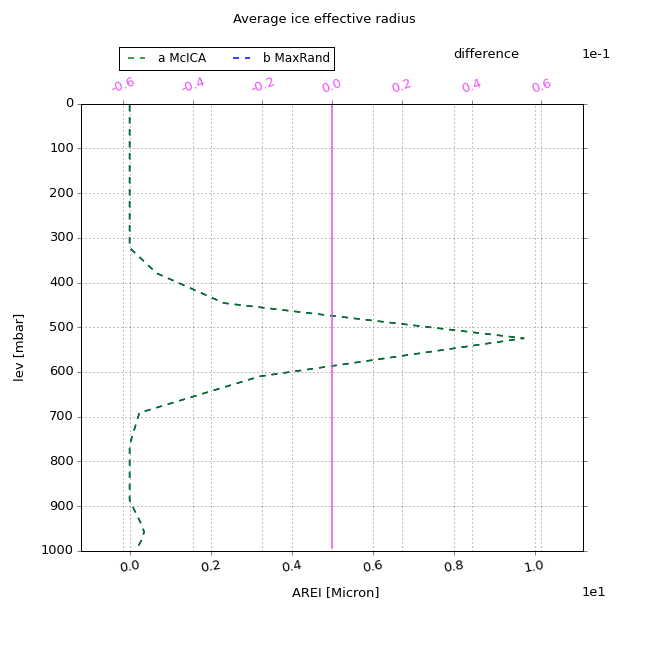 Average ice effective radius
a McICA b MaxRand difference 1e-1
-0.6 -0.4 -0.2 0.0 0.2 0.4 0.6
0
100
200
300
400
500
600
700
800
900
1000
lev [mbar]
0.0 0.2 0.4 0.6 0.8 1.0
AREI [Micron] 1e1